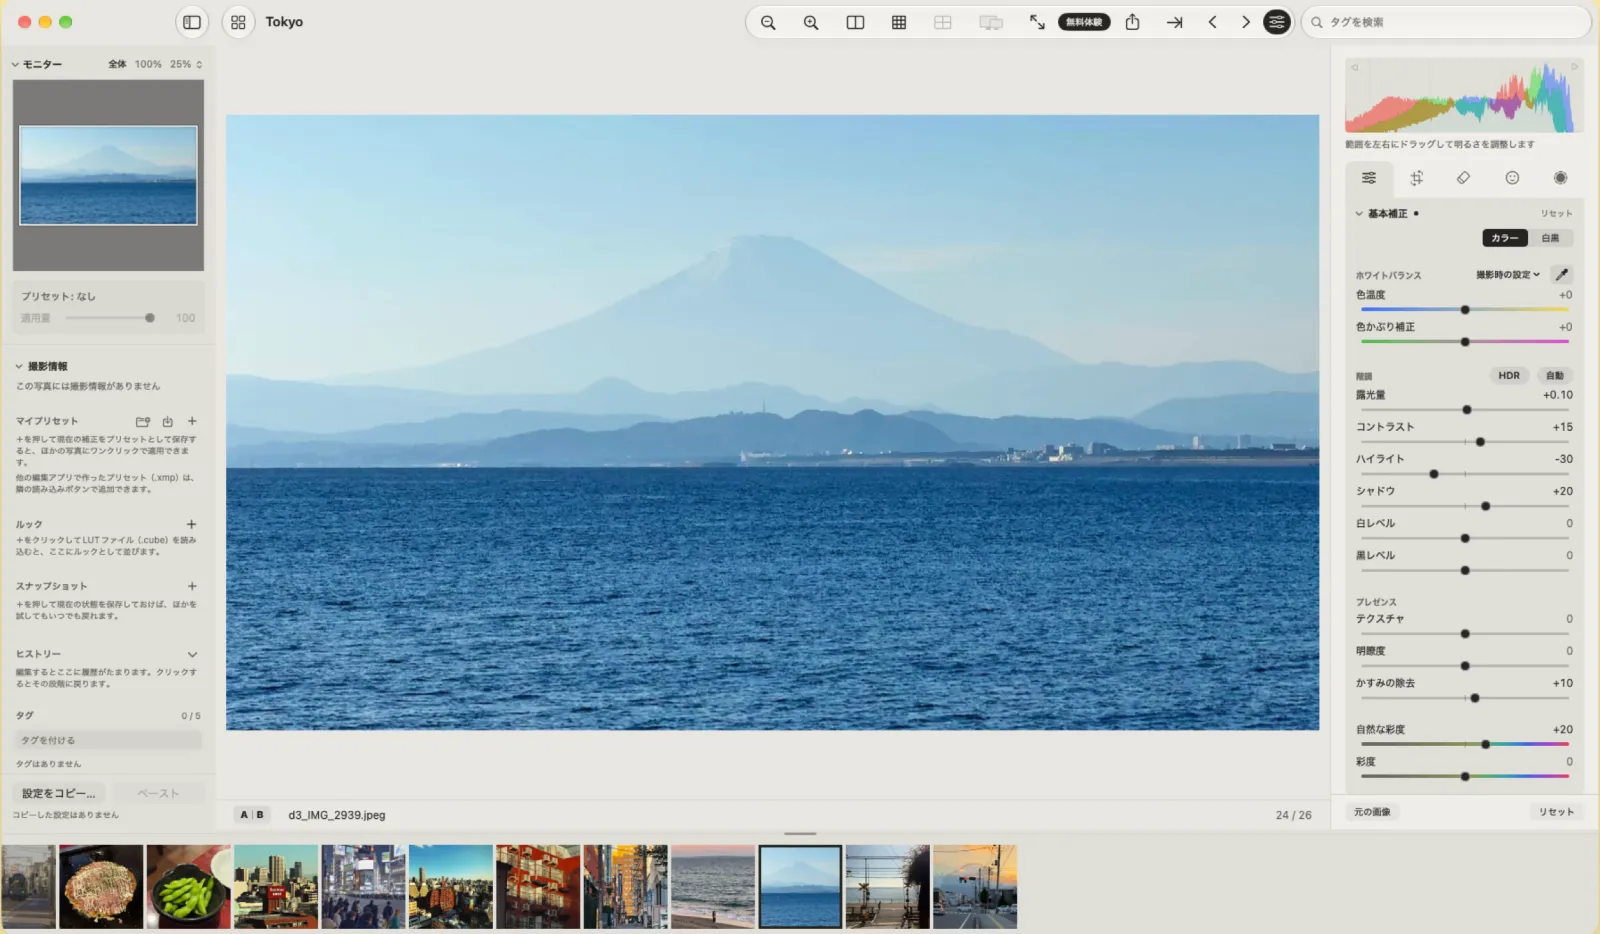 Tokyo
無料体験
タグを検索
モニター 全体 100% 25%
プリセット: なし
適用量 100
撮影情報
この写真には撮影情報がありません
マイプリセット
＋を押して現在の補正をプリセットとして保存す
ると、ほかの写真にワンクリックで適用できま
す。
他の編集アプリで作ったプリセット（.xmp）は、
隣の読み込みボタンで追加できます。
ルック
＋をクリックしてLUTファイル（.cube）を読み
込むと、ここにルックとして並びます。
スナップショット
＋を押して現在の状態を保存しておけば、ほかを
試してもいつでも戻れます。
ヒストリー
編集するとここに履歴がたまります。クリックす
るとその段階に戻ります。
タグ 0 / 5
タグを付ける
タグはありません
設定をコピー... ペースト
コピーした設定はありません
A | B d3_IMG_2939.jpeg 24 / 26
範囲を左右にドラッグして明るさを調整します
基本補正 リセット
カラー 白黒
ホワイトバランス 撮影時の設定
色温度 +0
色かぶり補正 +0
階調 HDR 自動
露光量 +0.10
コントラスト +15
ハイライト -30
シャドウ +20
白レベル 0
黒レベル 0
プレゼンス
テクスチャ 0
明瞭度 0
かすみの除去 +10
自然な彩度 +20
彩度 0
元の画像 リセット